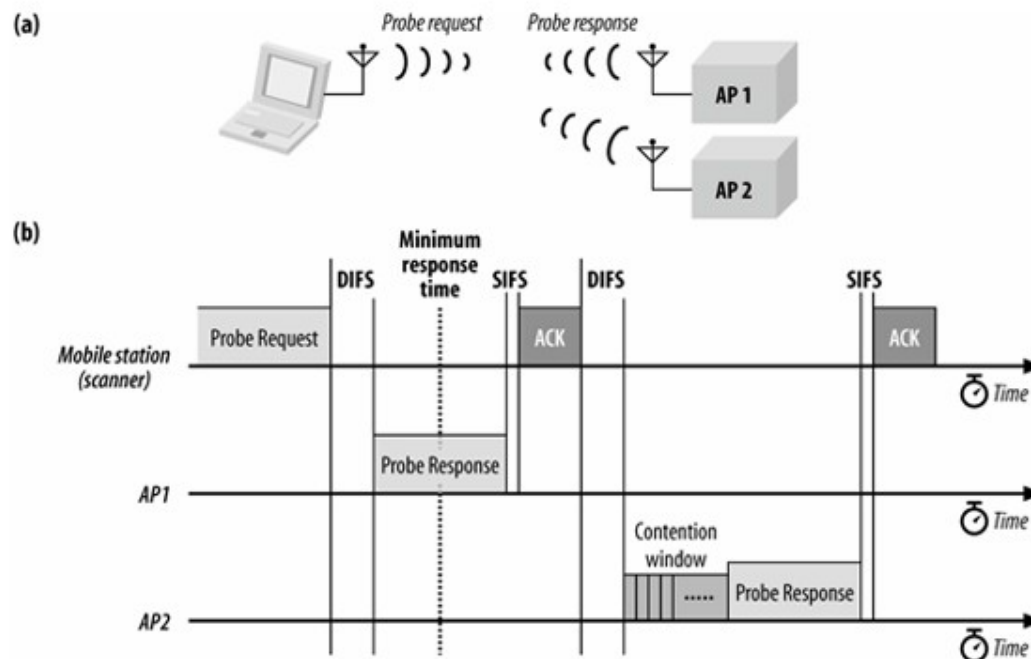 (a)
Probe request
Probe response
AP 1
AP 2
(b)
Minimum
response
time
DIFS
SIFS
DIFS
SIFS
Probe Request
ACK
ACK
Mobile station
(scanner)
Time
Probe Response
AP1
Time
Contention
window
.....
Probe Response
AP2
Time